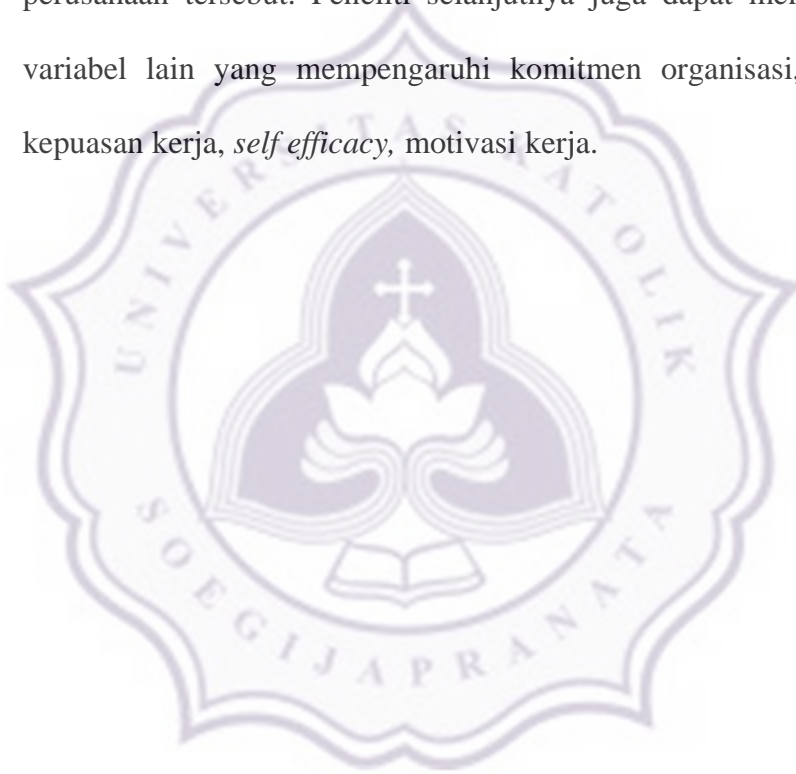 perusahaan tersebut. Peneliti selanjutnya juga dapat
variabel lain yang mempengaruhi komitmen organisasi,
kepuasan kerja, self efficacy, motivasi kerja.
UNIVERSITAS KATOLIK
SOEGIJAPRANATA